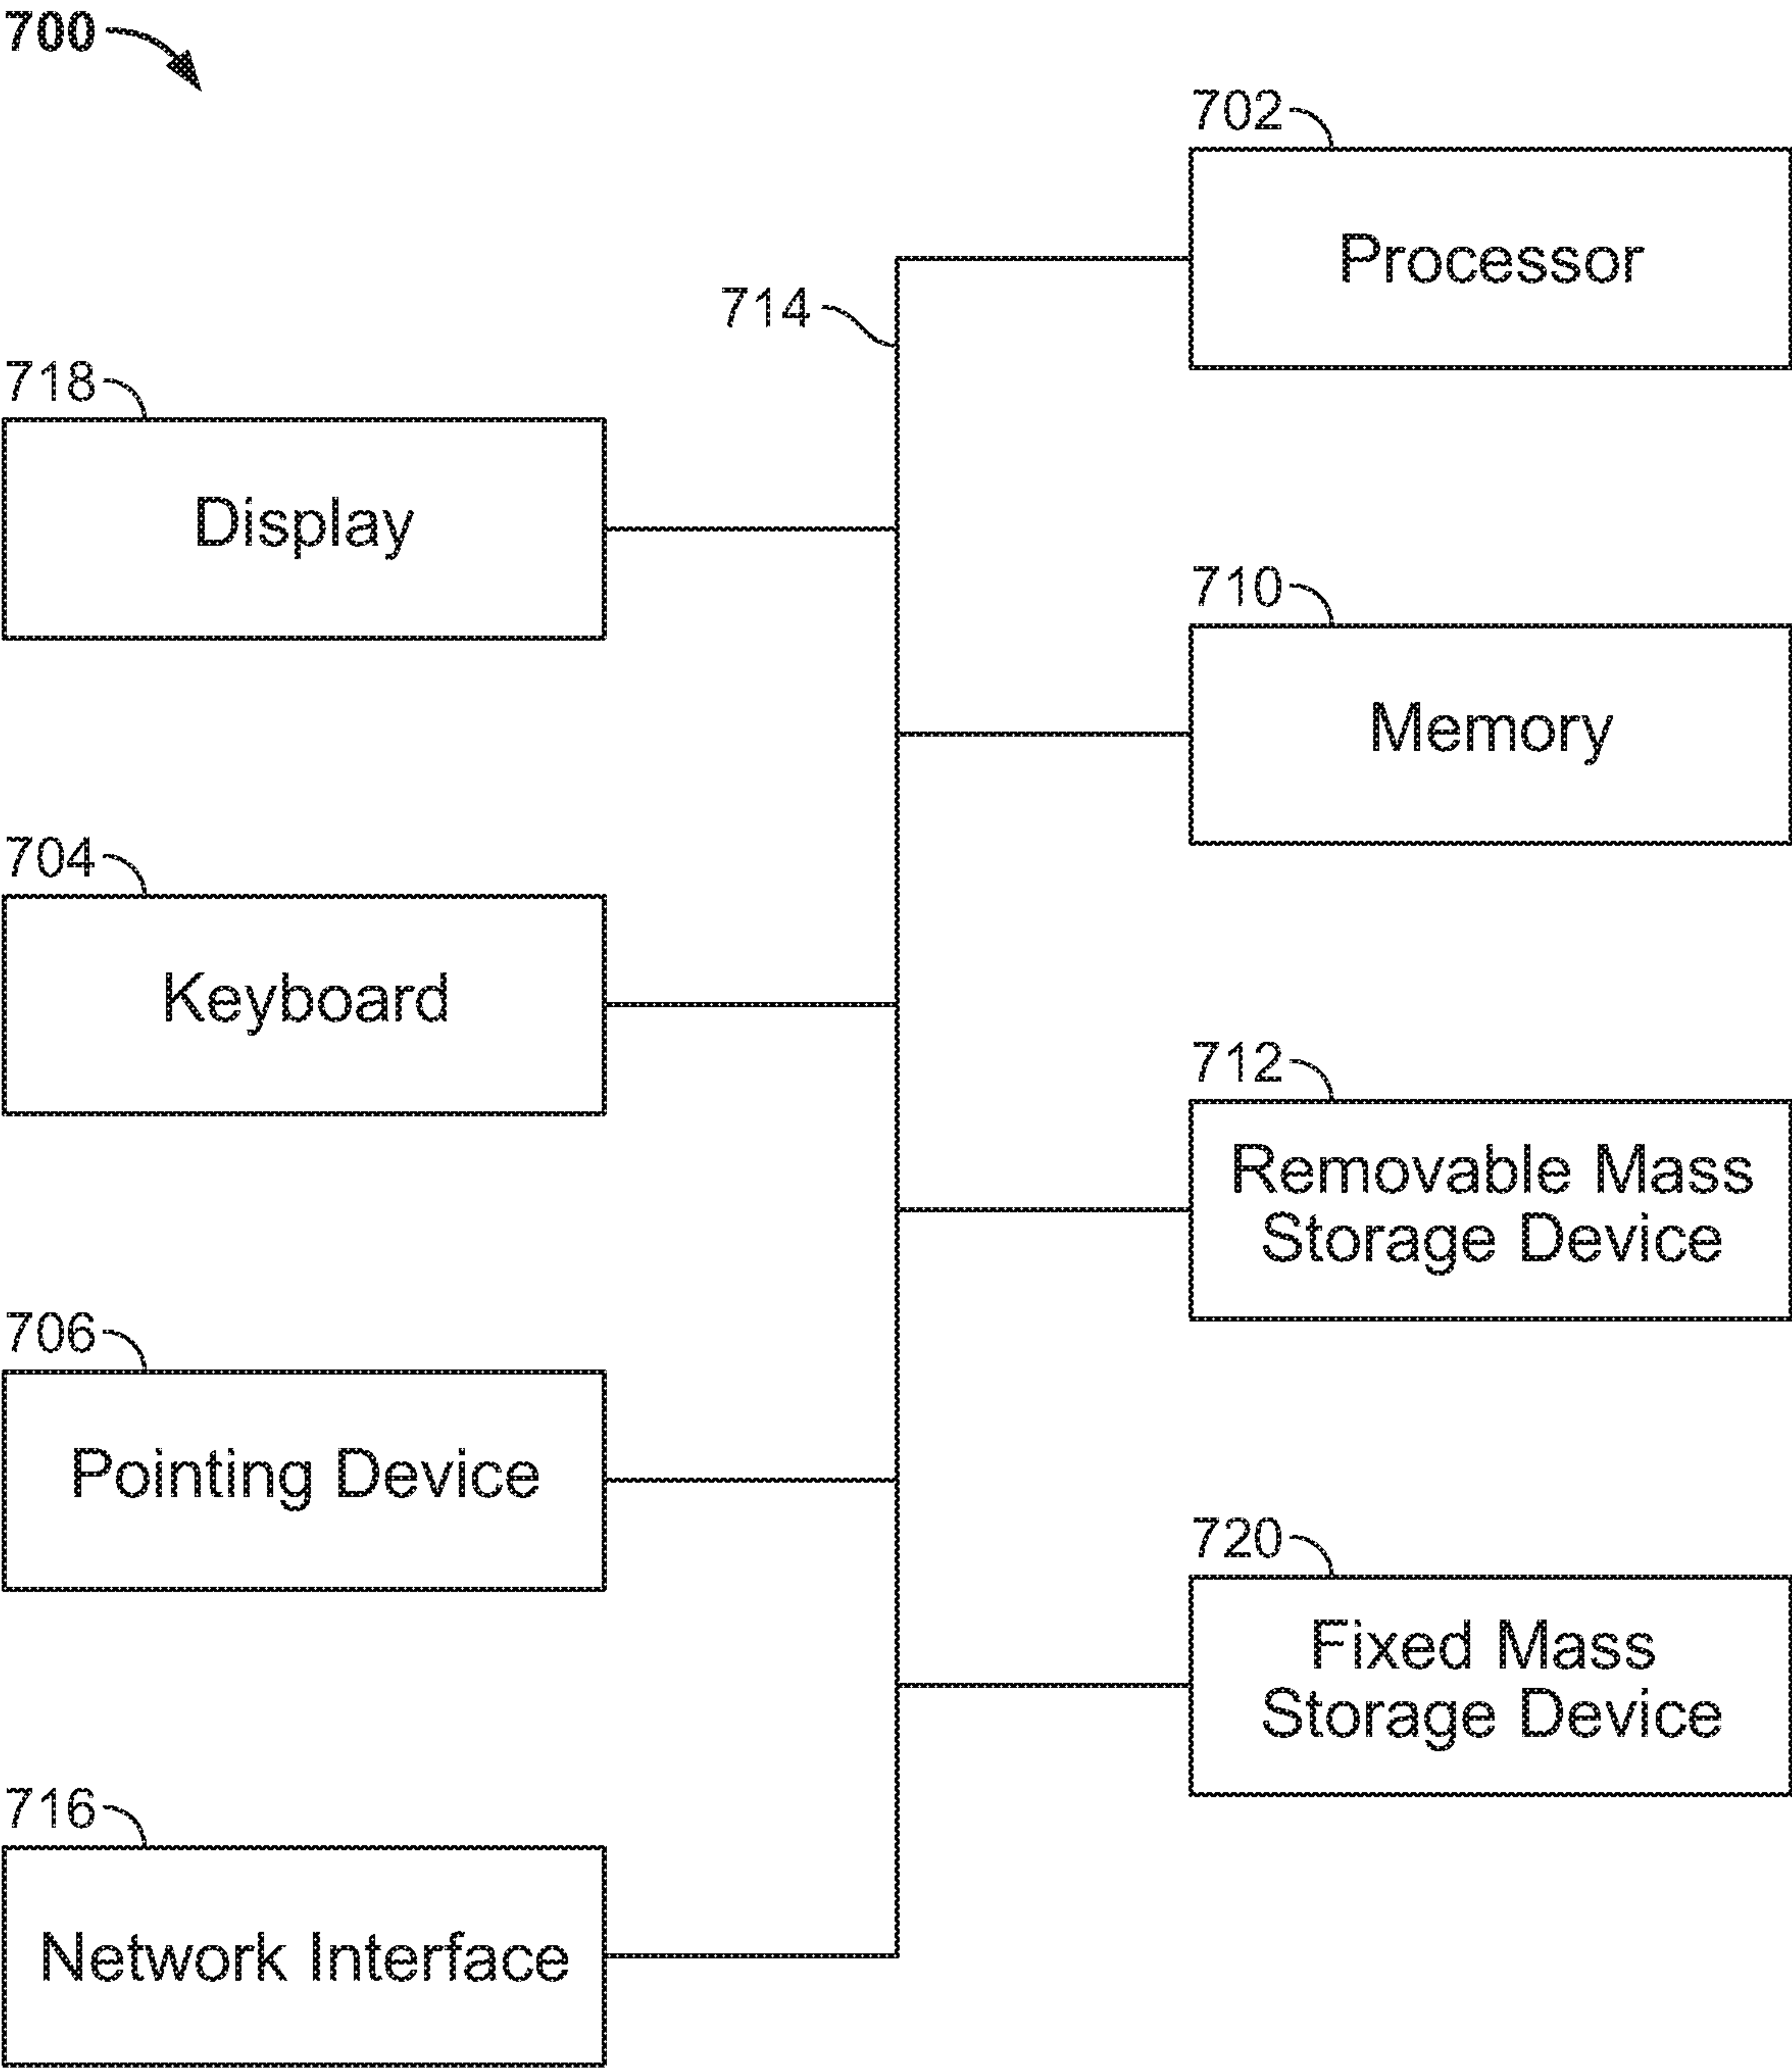 700
702
Processor
714
718
Display
710
Memory
704
Keyboard
712
Removable Mass
Storage Device
706
Pointing Device
720
Fixed Mass
Storage Device
716
Network Interface